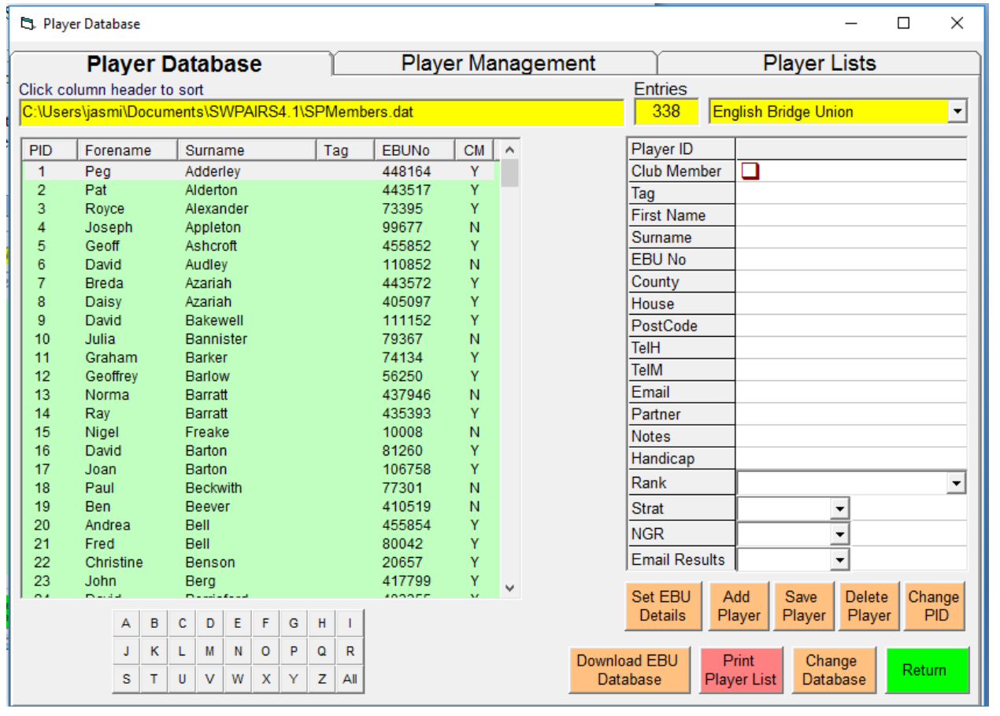 Player Database
Player Database Player Management Player Lists
Click column header to sort Entries
C:\Users\jasmi\Documents\SWPAIRS4.1\SPMembers.dat 338 English Bridge Union
PID Forename Surname Tag EBUNo CM
1 Peg Adderley 448164 Y
2 Pat Alderton 443517 Y
3 Royce Alexander 73395 Y
4 Joseph Appleton 99677 N
5 Geoff Ashcroft 455852 Y
6 David Audley 110852 N
7 Breda Azariah 443572 Y
8 Daisy Azariah 405097 Y
9 David Bakewell 111152 Y
10 Julia Bannister 79367 N
11 Graham Barker 74134 Y
12 Geoffrey Barlow 56250 Y
13 Norma Barratt 437946 N
14 Ray Barratt 435393 Y
15 Nigel Freake 10008 N
16 David Barton 81260 Y
17 Joan Barton 106758 Y
18 Paul Beckwith 77301 N
19 Ben Beever 410519 N
20 Andrea Bell 455854 Y
21 Fred Bell 80042 Y
22 Christine Benson 20657 Y
23 John Berg 417799 Y
Player ID
Club Member
Tag
First Name
Surname
EBU No
County
House
PostCode
TelH
TelM
Email
Partner
Notes
Handicap
Rank
Strat
NGR
Email Results
Set EBU Details
Add Player
Save Player
Delete Player
Change PID
A B C D E F G H I
J K L M N O P Q R
S T U V W X Y Z All
Download EBU Database
Print Player List
Change Database
Return